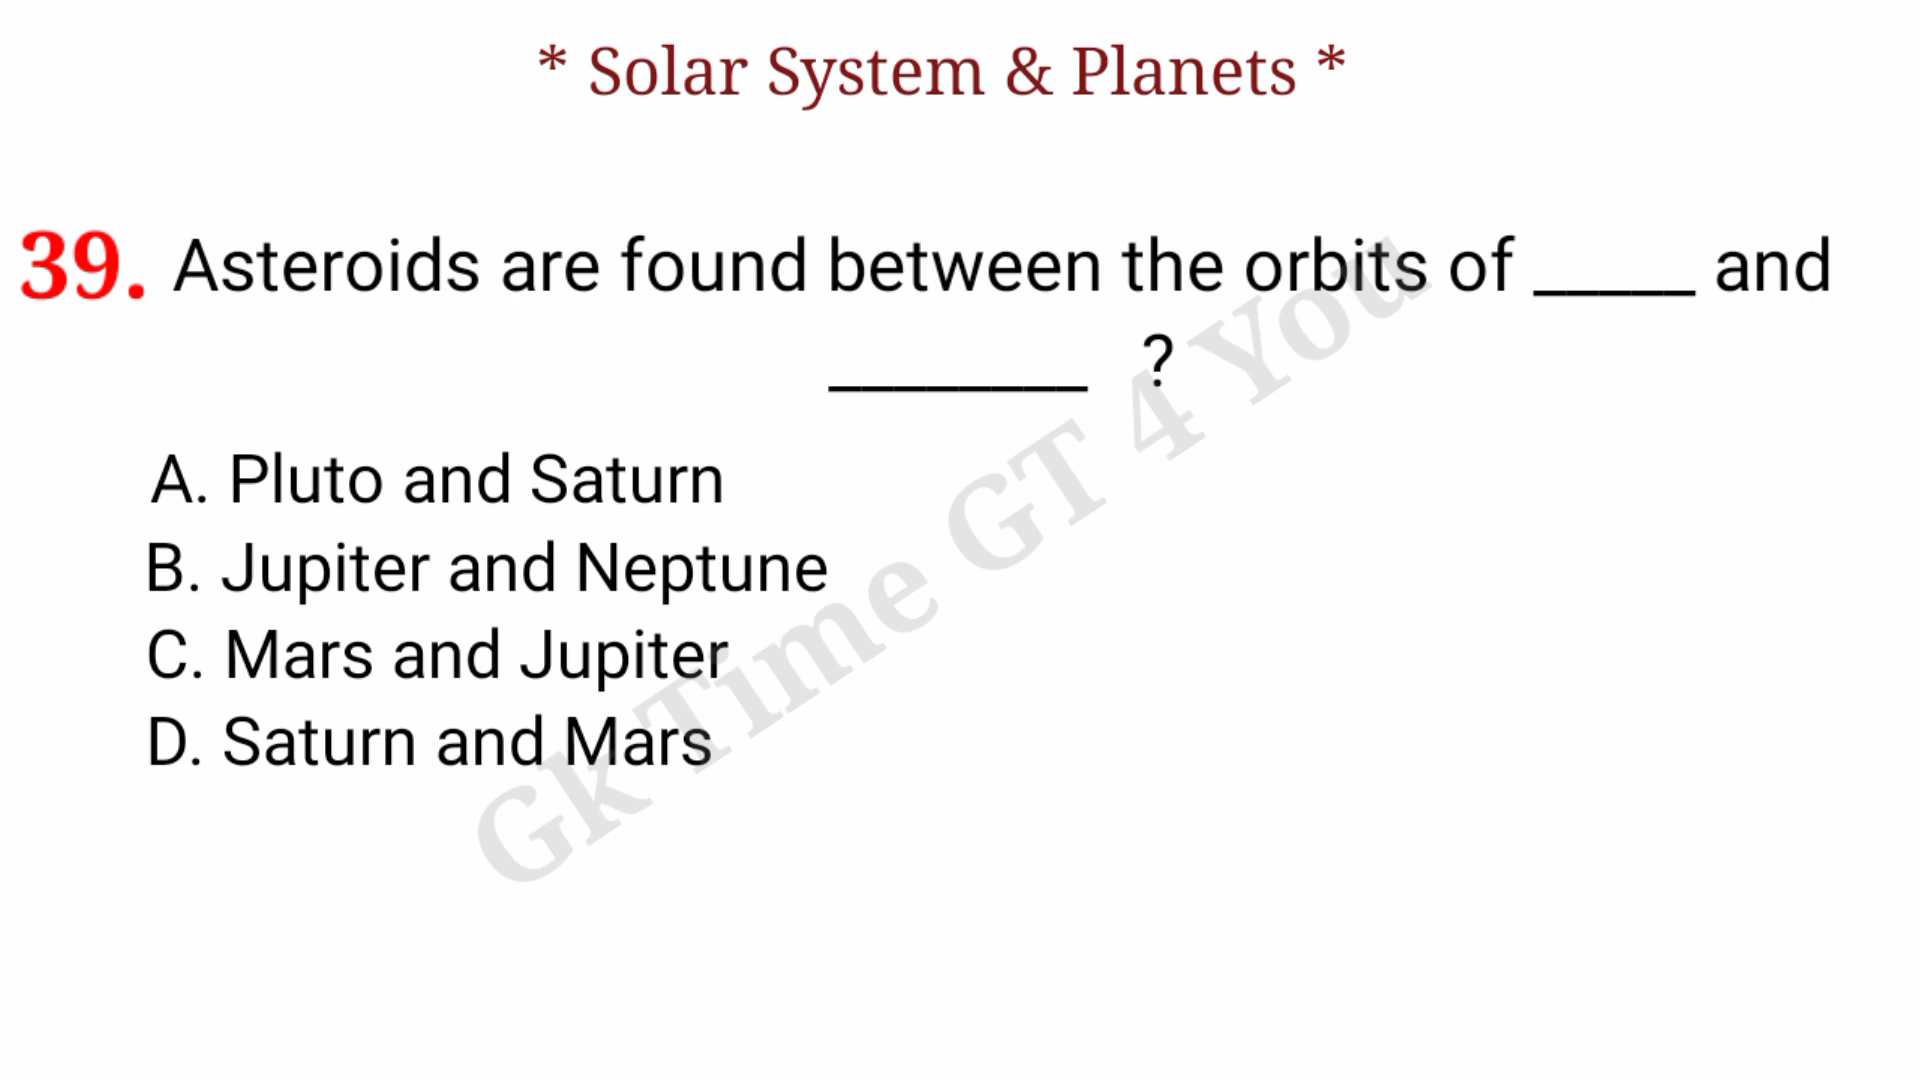 * Solar System & Planets *
39. Asteroids are found between the orbits of _____ and
________ ?
A. Pluto and Saturn
B. Jupiter and Neptune
C. Mars and Jupiter
D. Saturn and Mars
Gk Time GT 4 You